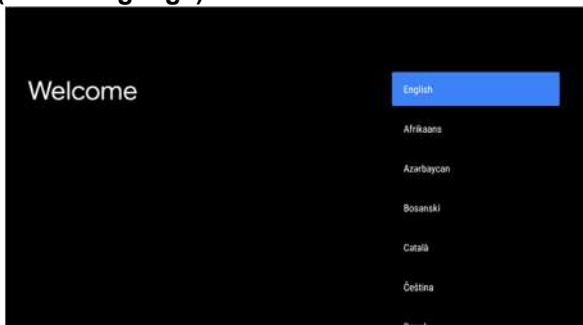 Welcome
English
Afrikaans
Azərbaycan
Bosanski
Català
Čeština